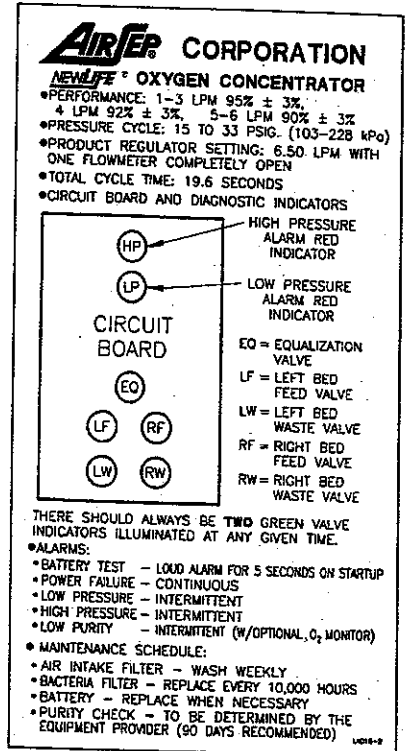 AIRSEP® CORPORATION
NEWLIFE® OXYGEN CONCENTRATOR
•PERFORMANCE: 1-3 LPM 95% ± 3%,
4 LPM 92% ± 3%, 5-6 LPM 90% ± 3%
•PRESSURE CYCLE: 15 TO 33 PSIG. (103-228 kPa)
•PRODUCT REGULATOR SETTING: 6.50 LPM WITH
ONE FLOWMETER COMPLETELY OPEN
•TOTAL CYCLE TIME: 19.6 SECONDS
•CIRCUIT BOARD AND DIAGNOSTIC INDICATORS
HP
HIGH PRESSURE
ALARM RED
INDICATOR
LP
LOW PRESSURE
ALARM RED
INDICATOR
CIRCUIT
BOARD
EQ
LF RF
LW RW
EQ = EQUALIZATION
VALVE
LF = LEFT BED
FEED VALVE
LW = LEFT BED
WASTE VALVE
RF = RIGHT BED
FEED VALVE
RW = RIGHT BED
WASTE VALVE
THERE SHOULD ALWAYS BE TWO GREEN VALVE
INDICATORS ILLUMINATED AT ANY GIVEN TIME.
•ALARMS:
•BATTERY TEST – LOUD ALARM FOR 5 SECONDS ON STARTUP
•POWER FAILURE – CONTINUOUS
•LOW PRESSURE – INTERMITTENT
•HIGH PRESSURE – INTERMITTENT
•LOW PURITY – INTERMITTENT (W/OPTIONAL, O₂ MONITOR)
• MAINTENANCE SCHEDULE:
•AIR INTAKE FILTER – WASH WEEKLY
•BACTERIA FILTER – REPLACE EVERY 10,000 HOURS
•BATTERY – REPLACE WHEN NECESSARY
•PURITY CHECK – TO BE DETERMINED BY THE
EQUIPMENT PROVIDER (90 DAYS RECOMMENDED)